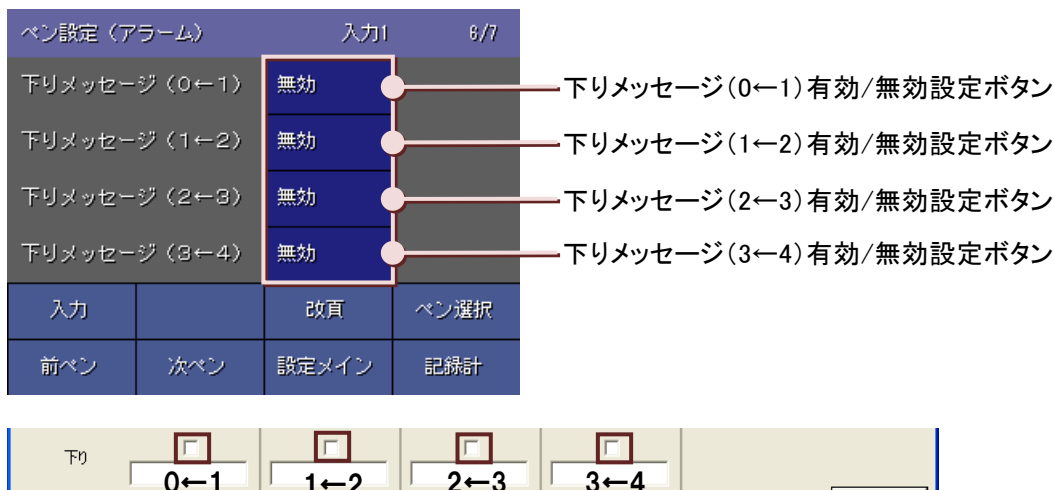 ペン設定（アラーム） 入力1 6/7
下りメッセージ（0←1） 無効 下りメッセージ（0←1）有効/無効設定ボタン
下りメッセージ（1←2） 無効 下りメッセージ（1←2）有効/無効設定ボタン
下りメッセージ（2←3） 無効 下りメッセージ（2←3）有効/無効設定ボタン
下りメッセージ（3←4） 無効 下りメッセージ（3←4）有効/無効設定ボタン
入力 改頁 ペン選択
前ペン 次ペン 設定メイン 記録計
下り
0←1 1←2 2←3 3←4